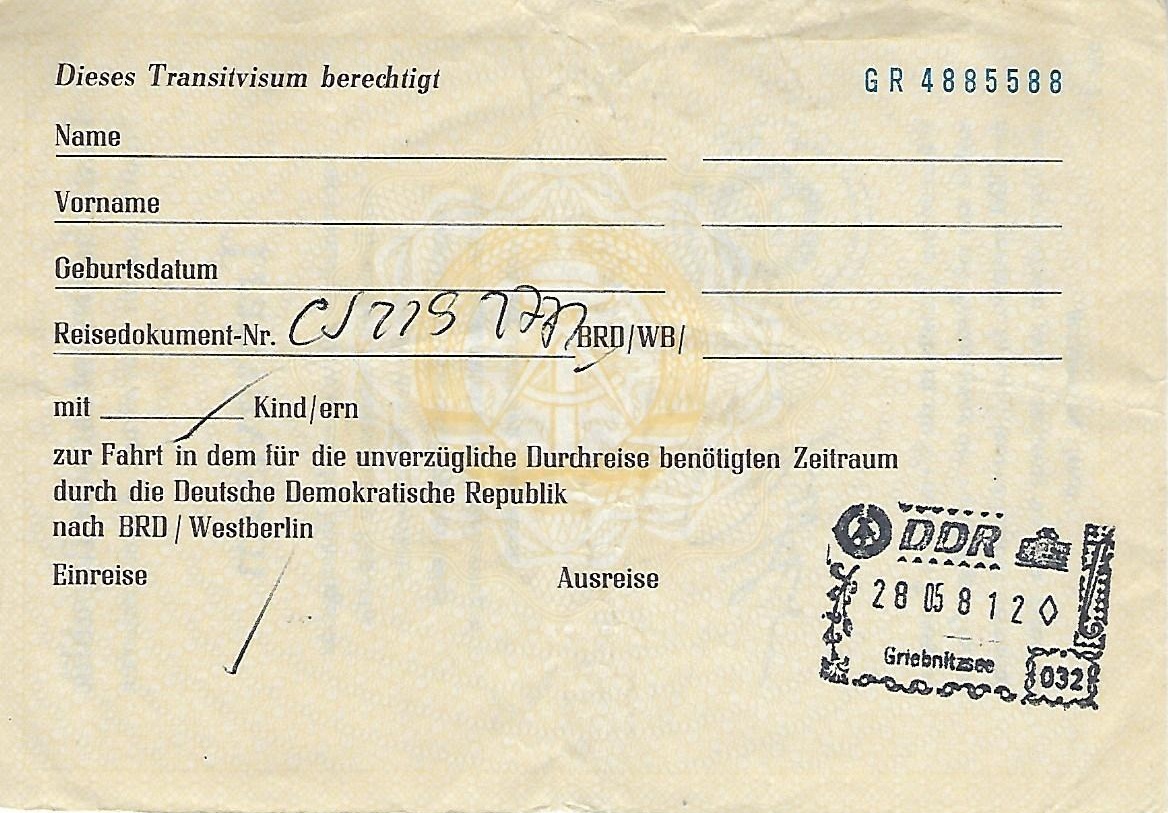 Dieses Transitvisum berechtigt GR 4885588
Name
Vorname
Geburtsdatum
Reisedokument-Nr. BRD/WB/
mit Kind/ern
zur Fahrt in dem für die unverzügliche Durchreise benötigten Zeitraum
durch die Deutsche Demokratische Republik
nach BRD / Westberlin
Einreise Ausreise
DDR
28 05 8 1 2 ◊
Griebnitzsee
032